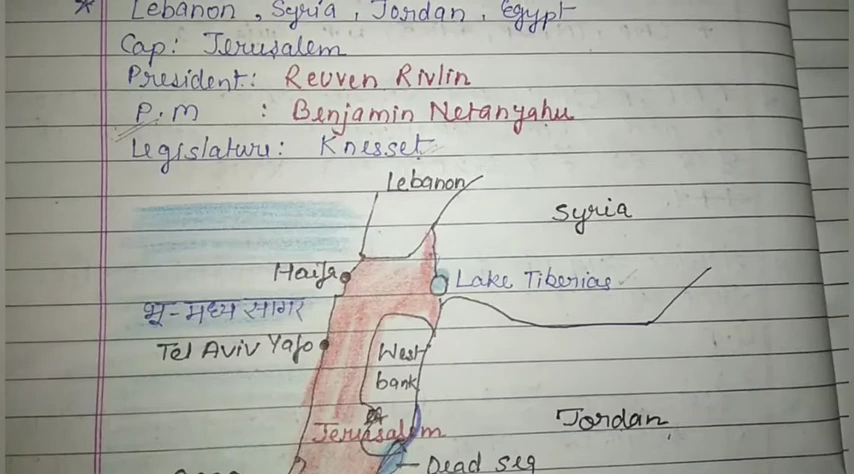 * Lebanon, Syria, Jordan, Egypt
Cap: Jerusalem
President: Reuven Rivlin
P.M : Benjamin Netanyahu
Legislature: Knesset
Lebanon
Syria
Haifa
Lake Tiberias
भू-मध्य सागर
Tel Aviv Yafo
West
bank
Jerusalem
Jordan
Dead sea